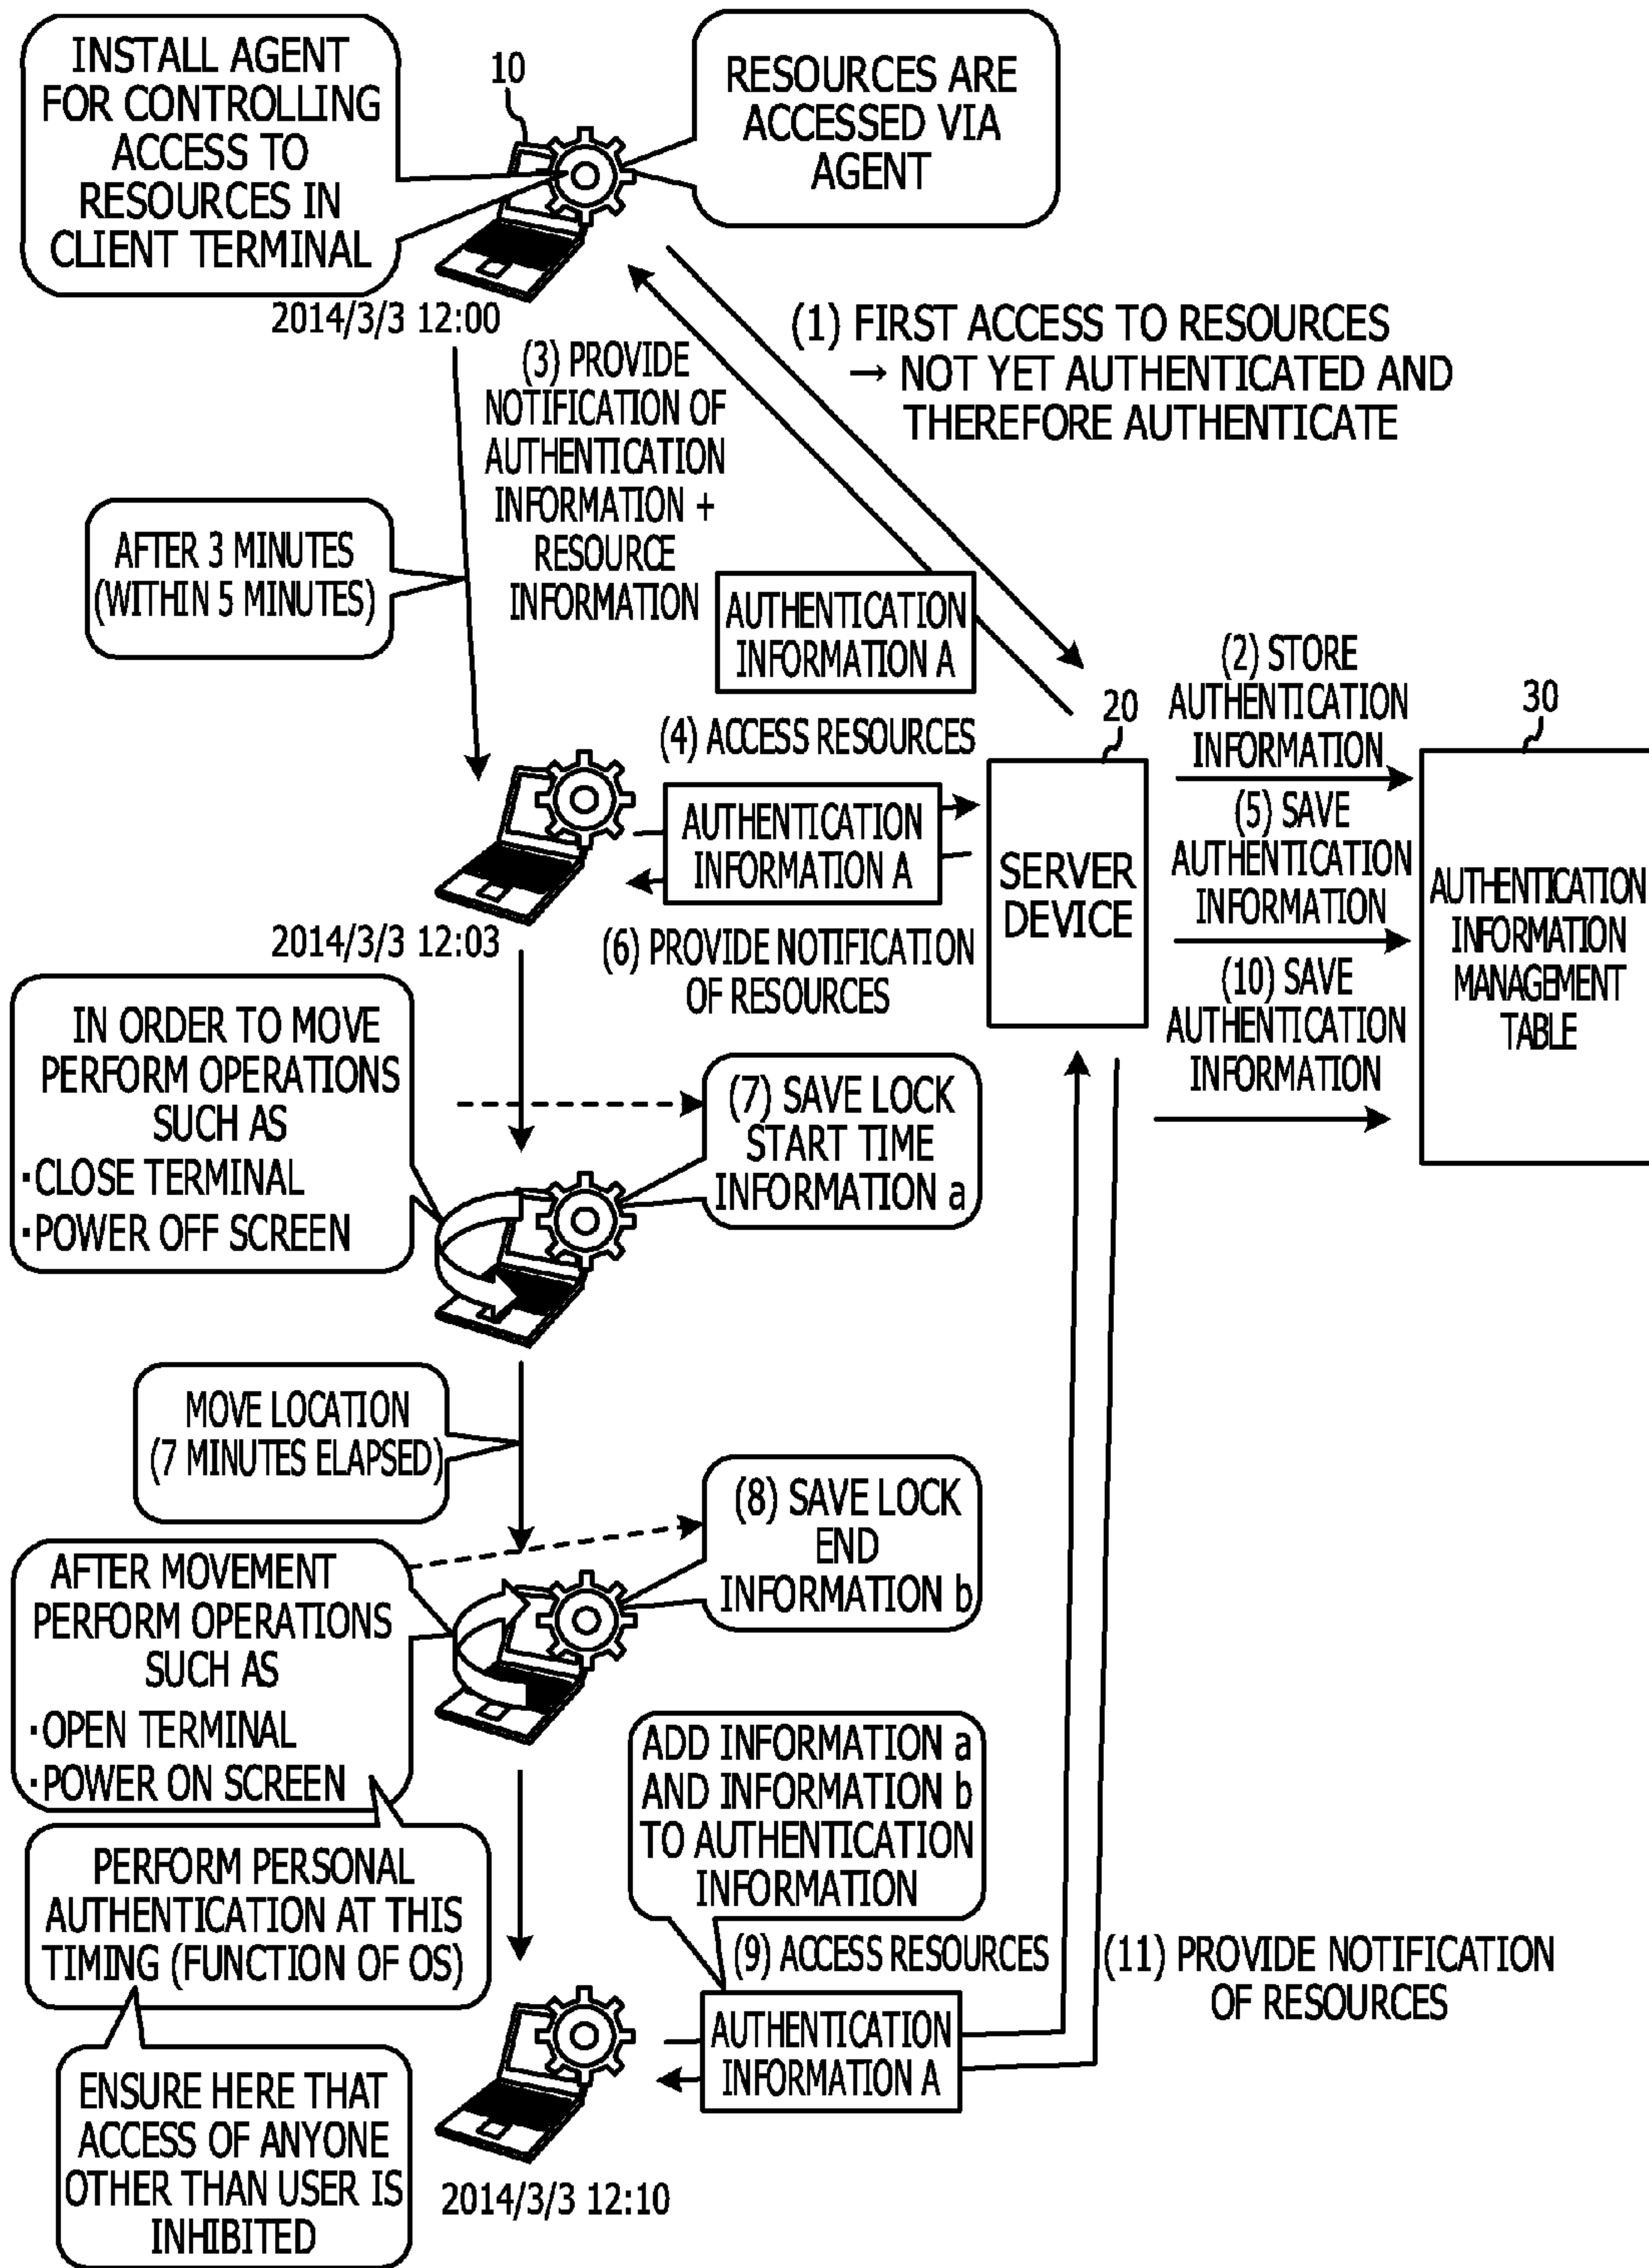 INSTALL AGENT
FOR CONTROLLING
ACCESS TO
RESOURCES IN
CLIENT TERMINAL
10
RESOURCES ARE
ACCESSED VIA
AGENT
2014/3/3 12:00
(1) FIRST ACCESS TO RESOURCES
→ NOT YET AUTHENTICATED AND
THEREFORE AUTHENTICATE
(3) PROVIDE
NOTIFICATION OF
AUTHENTICATION
INFORMATION +
RESOURCE
INFORMATION
AFTER 3 MINUTES
(WITHIN 5 MINUTES)
AUTHENTICATION
INFORMATION A
(2) STORE
AUTHENTICATION
INFORMATION
20
30
(4) ACCESS RESOURCES
AUTHENTICATION
INFORMATION A
SERVER
DEVICE
(5) SAVE
AUTHENTICATION
INFORMATION
AUTHENTICATION
INFORMATION
MANAGEMENT
TABLE
2014/3/3 12:03
(6) PROVIDE NOTIFICATION
OF RESOURCES
(10) SAVE
AUTHENTICATION
INFORMATION
IN ORDER TO MOVE
PERFORM OPERATIONS
SUCH AS
·CLOSE TERMINAL
·POWER OFF SCREEN
(7) SAVE LOCK
START TIME
INFORMATION a
MOVE LOCATION
(7 MINUTES ELAPSED)
(8) SAVE LOCK
END
INFORMATION b
AFTER MOVEMENT
PERFORM OPERATIONS
SUCH AS
·OPEN TERMINAL
·POWER ON SCREEN
ADD INFORMATION a
AND INFORMATION b
TO AUTHENTICATION
INFORMATION
PERFORM PERSONAL
AUTHENTICATION AT THIS
TIMING (FUNCTION OF OS)
(9) ACCESS RESOURCES
(11) PROVIDE NOTIFICATION
OF RESOURCES
AUTHENTICATION
INFORMATION A
ENSURE HERE THAT
ACCESS OF ANYONE
OTHER THAN USER IS
INHIBITED
2014/3/3 12:10